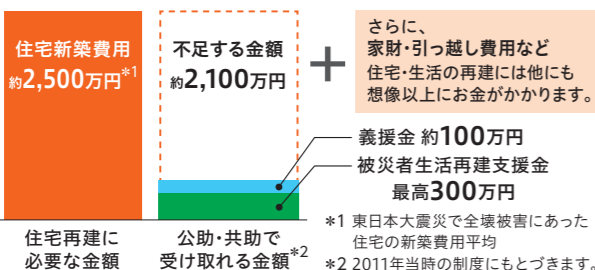 住宅新築費用
約2,500万円*1
不足する金額
約2,100万円
+
さらに、
家財・引っ越し費用など
住宅・生活の再建には他にも
想像以上にお金がかかります。
義援金 約100万円
被災者生活再建支援金
最高300万円
住宅再建に
必要な金額
公助・共助で
受け取れる金額*2
*1 東日本大震災で全壊被害にあった
住宅の新築費用平均
*2 2011年当時の制度にもとづきます。